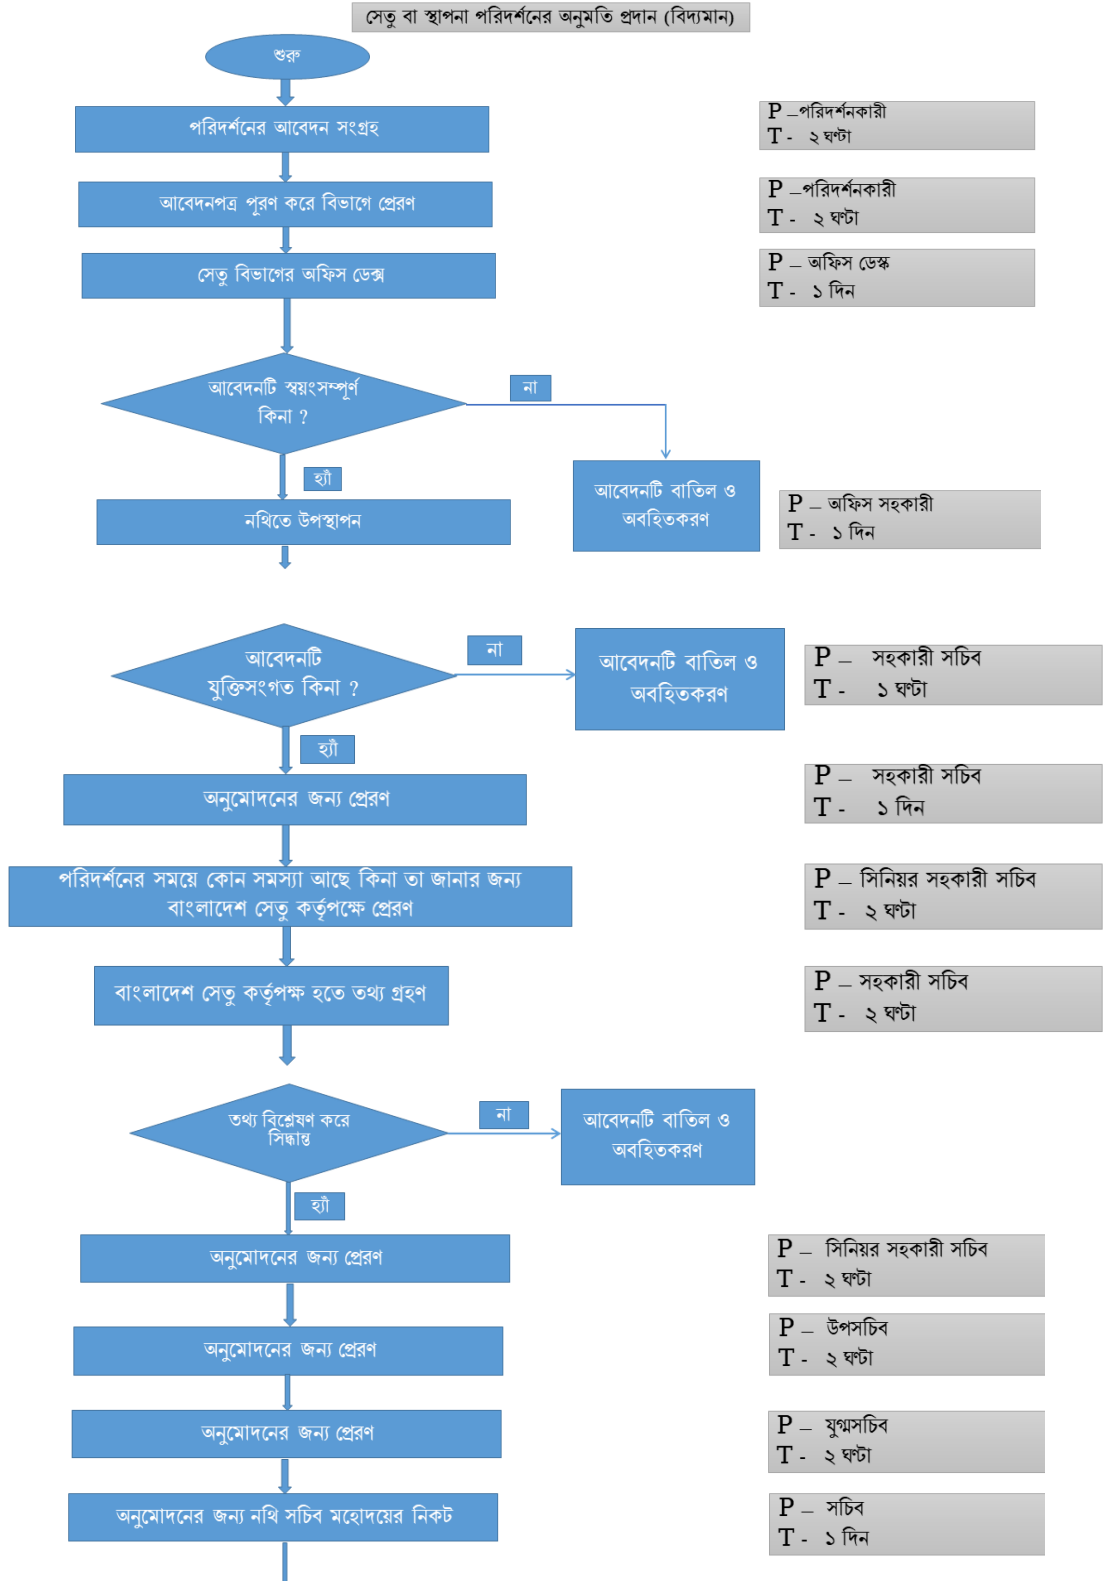 সেতু বা স্থাপনা পরিদর্শনের অনুমতি প্রদান (বিদ্যমান)
শুরু
পরিদর্শনের আবেদন সংগ্রহ
P –পরিদর্শনকারী
T - ২ ঘণ্টা
আবেদনপত্র পূরণ করে বিভাগে প্রেরণ
P –পরিদর্শনকারী
T - ২ ঘণ্টা
সেতু বিভাগের অফিস ডেক্স
P – অফিস ডেস্ক
T - ১ দিন
আবেদনটি স্বয়ংসম্পূর্ণ
কিনা ?
না
হ্যাঁ
আবেদনটি বাতিল ও
অবহিতকরণ
নথিতে উপস্থাপন
P – অফিস সহকারী
T - ১ দিন
আবেদনটি
যুক্তিসংগত কিনা ?
না
আবেদনটি বাতিল ও
অবহিতকরণ
P – সহকারী সচিব
T - ১ ঘণ্টা
হ্যাঁ
অনুমোদনের জন্য প্রেরণ
P – সহকারী সচিব
T - ১ দিন
পরিদর্শনের সময়ে কোন সমস্যা আছে কিনা তা জানার জন্য
বাংলাদেশ সেতু কর্তৃপক্ষে প্রেরণ
P – সিনিয়র সহকারী সচিব
T - ২ ঘণ্টা
বাংলাদেশ সেতু কর্তৃপক্ষ হতে তথ্য গ্রহণ
P – সহকারী সচিব
T - ২ ঘণ্টা
তথ্য বিশ্লেষণ করে
সিদ্ধান্ত
না
আবেদনটি বাতিল ও
অবহিতকরণ
হ্যাঁ
অনুমোদনের জন্য প্রেরণ
P – সিনিয়র সহকারী সচিব
T - ২ ঘণ্টা
অনুমোদনের জন্য প্রেরণ
P – উপসচিব
T - ২ ঘণ্টা
অনুমোদনের জন্য প্রেরণ
P – যুগ্মসচিব
T - ২ ঘণ্টা
অনুমোদনের জন্য নথি সচিব মহোদয়ের নিকট
P – সচিব
T - ১ দিন